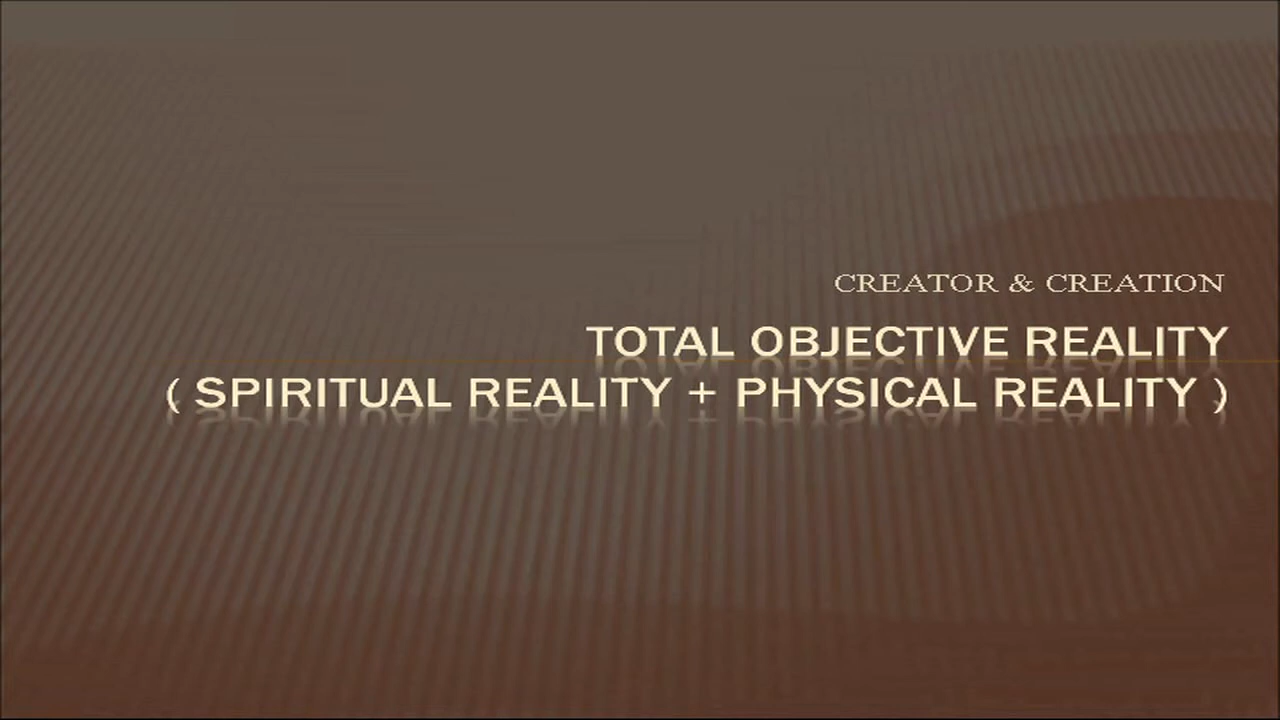 CREATOR & CREATION
TOTAL OBJECTIVE REALITY
( SPIRITUAL REALITY + PHYSICAL REALITY )